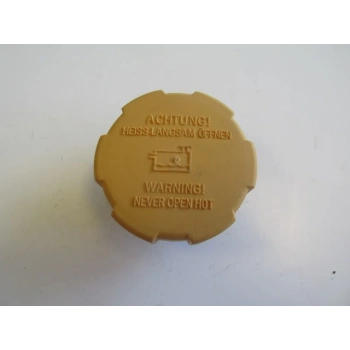 ACHTUNG!
HEISS-LANGSAM ÖFFNEN
WARNING!
NEVER OPEN HOT